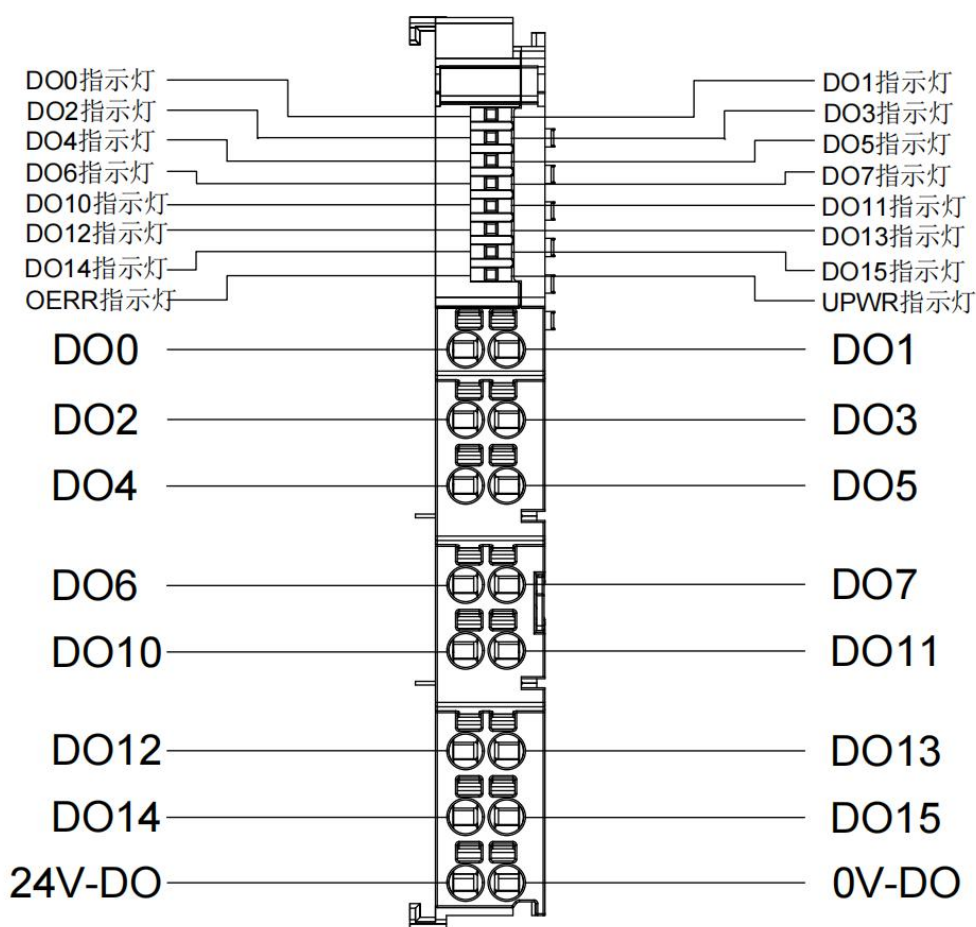 DO0指示灯 DO1指示灯
DO2指示灯 DO3指示灯
DO4指示灯 DO5指示灯
DO6指示灯 DO7指示灯
DO10指示灯 DO11指示灯
DO12指示灯 DO13指示灯
DO14指示灯 DO15指示灯
OERR指示灯 UPWR指示灯
DO0 DO1
DO2 DO3
DO4 DO5
DO6 DO7
DO10 DO11
DO12 DO13
DO14 DO15
24V-DO 0V-DO